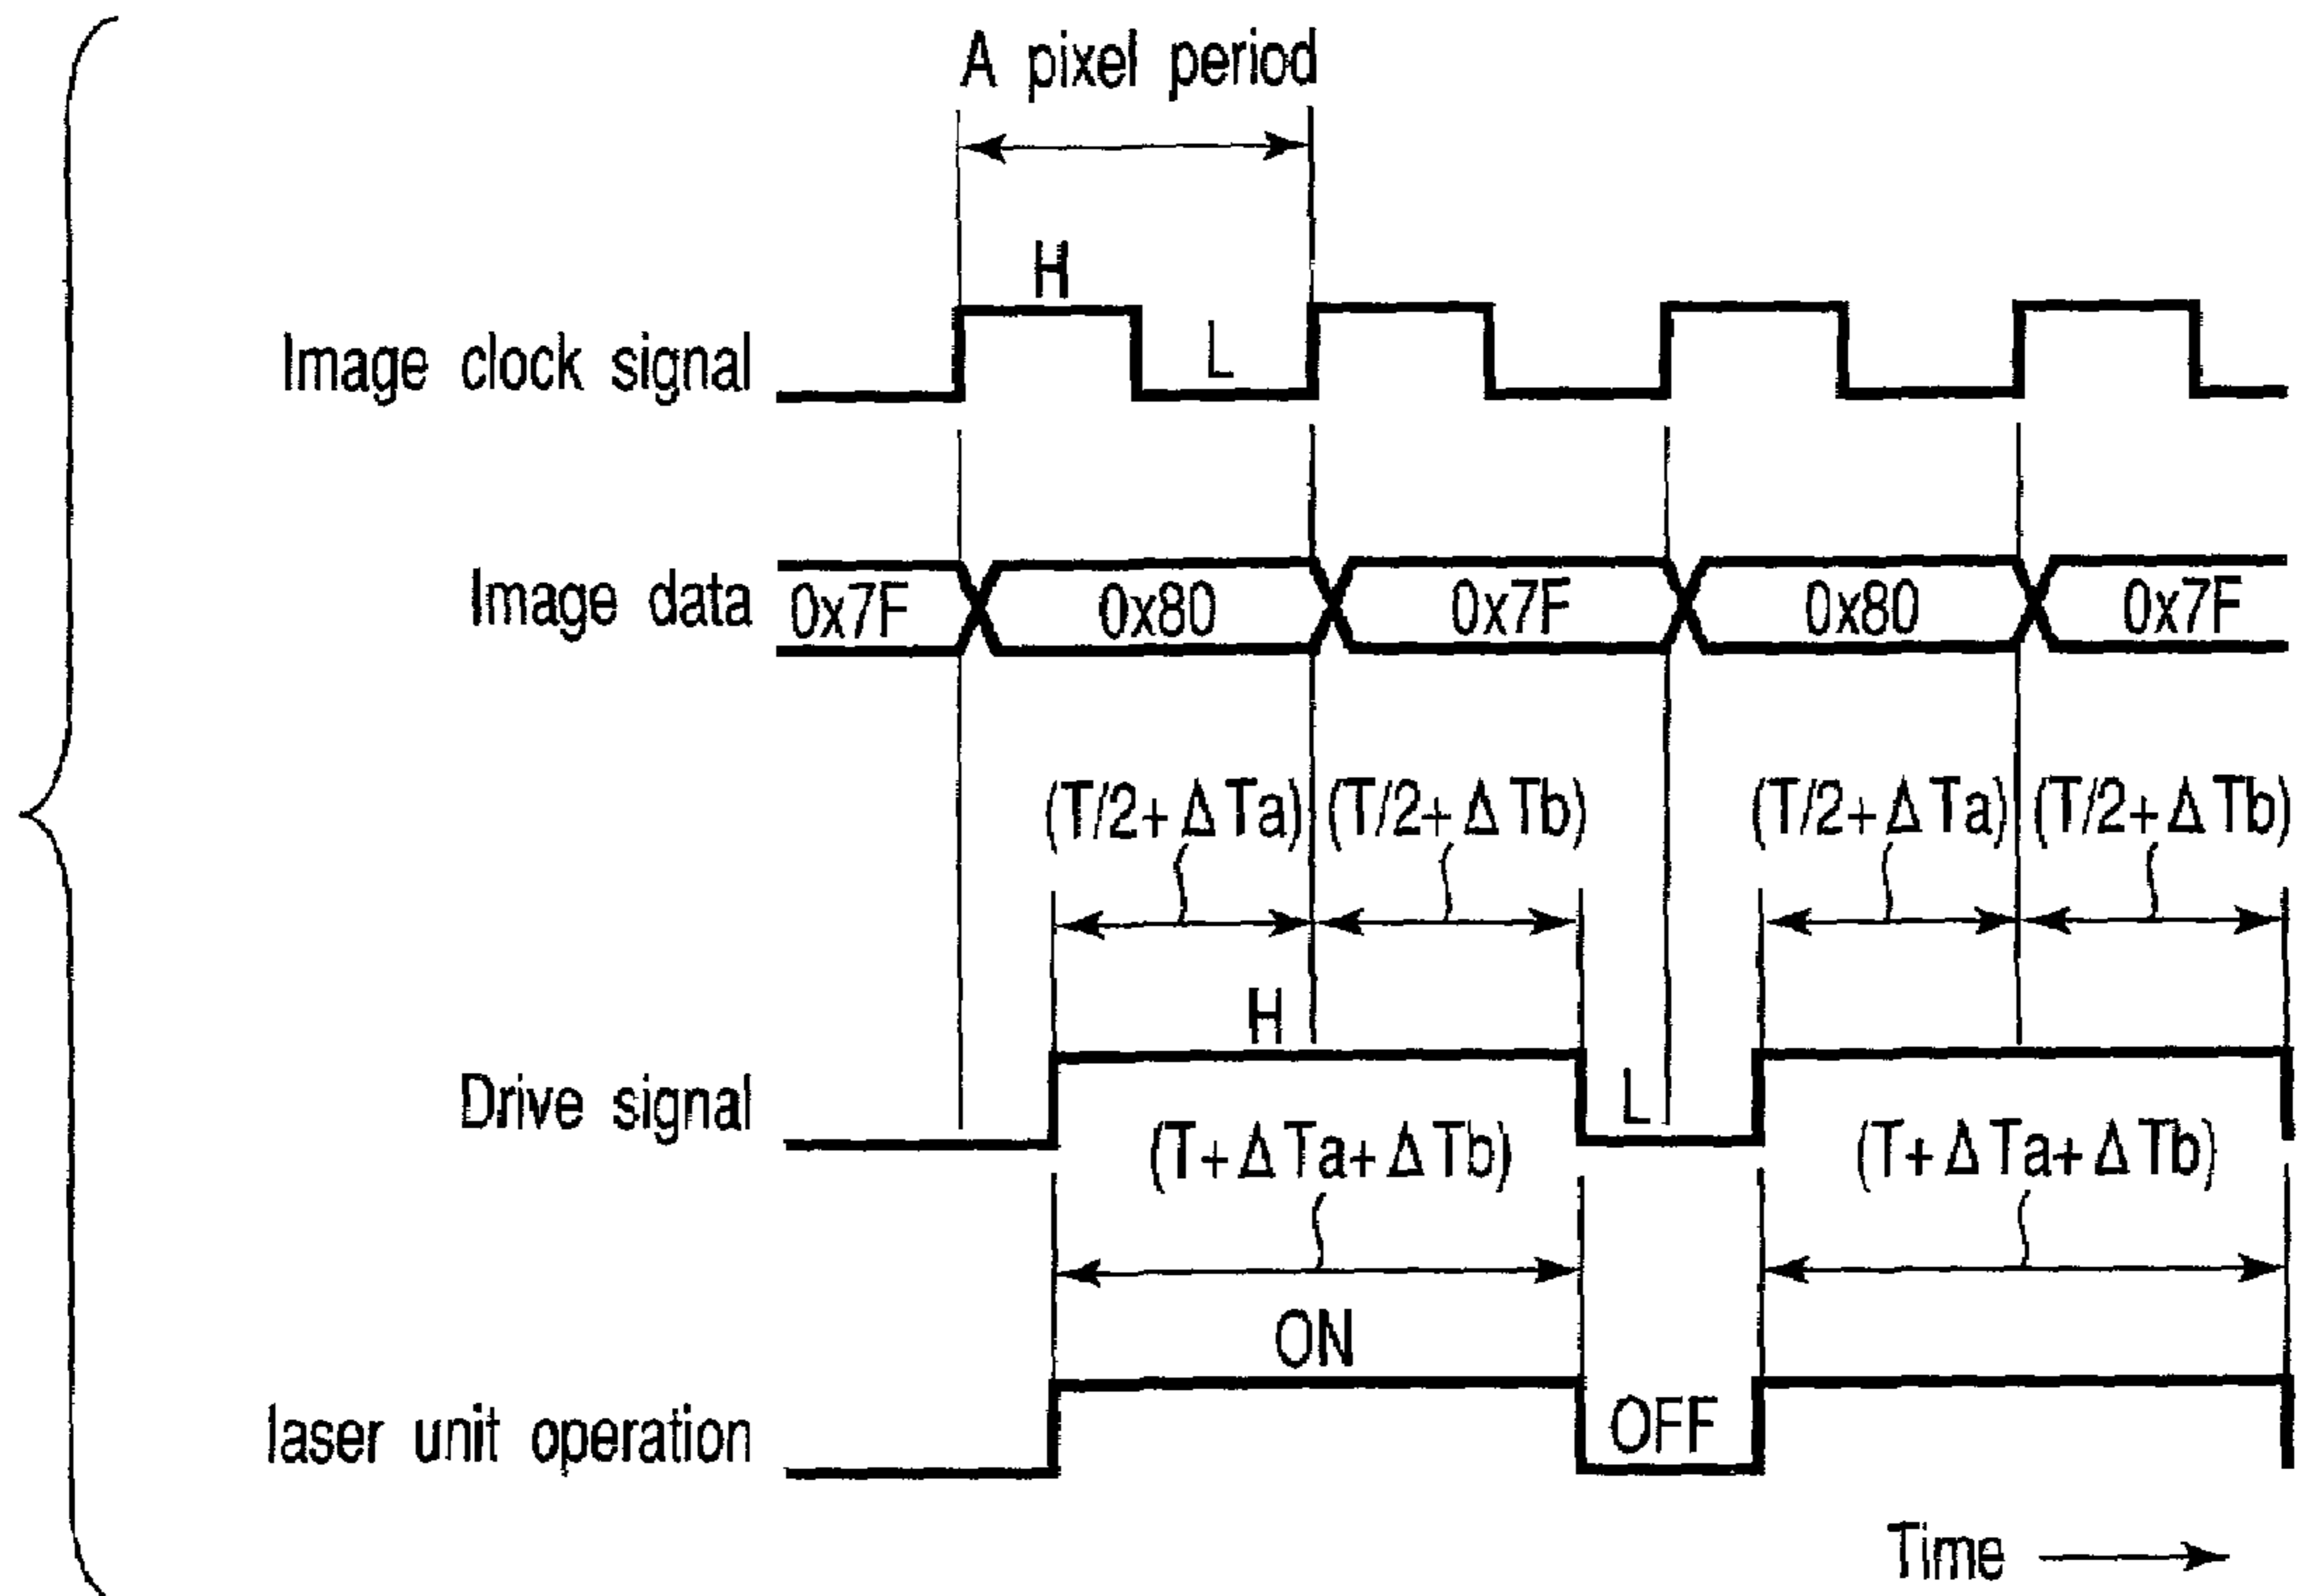 A pixel period
H
L
Image clock signal
Image data
0x7F
0x80
0x7F
0x80
0x7F
(T/2+ΔTa)
(T/2+ΔTb)
(T/2+ΔTa)
(T/2+ΔTb)
H
L
Drive signal
(T+ΔTa+ΔTb)
(T+ΔTa+ΔTb)
ON
OFF
laser unit operation
Time